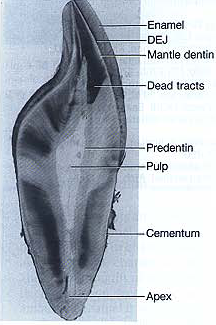 Enamel
DEJ
Mantle dentin
Dead tracts
Predentin
Pulp
Cementum
Apex